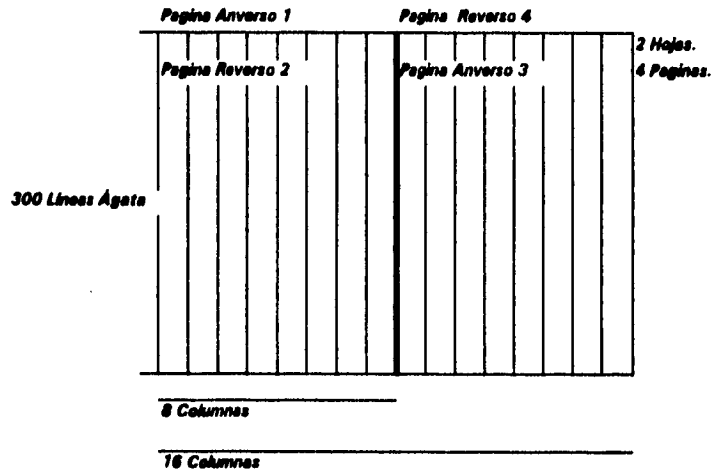 Pagina Anverso 1
Pagina Reverso 4
2 Hojas.
Pagina Reverso 2
Pagina Anverso 3
4 Paginas.
300 Líneas Ágata
8 Columnas
16 Columnas